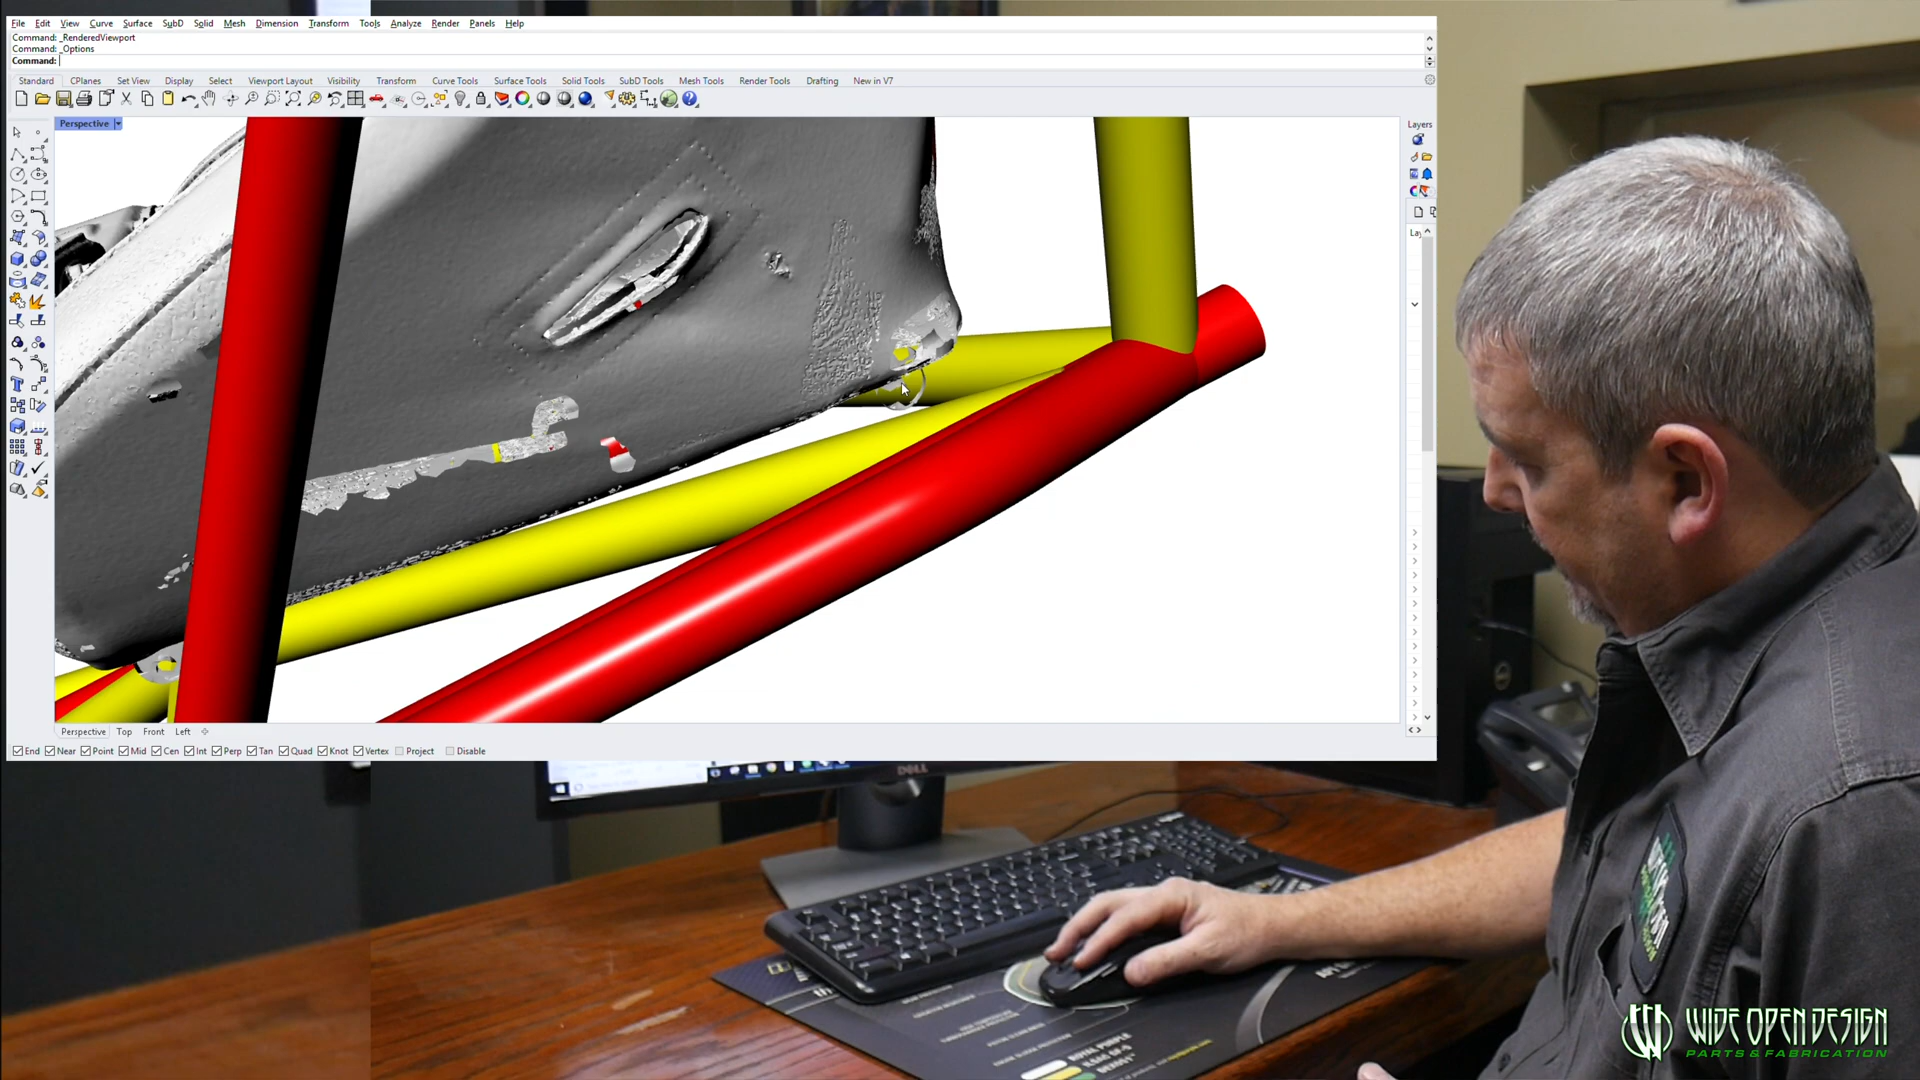 File Edit View Curve Surface SubD Solid Mesh Dimension Transform Tools Analyze Render Panels Help
Command: _RenderedViewport
Command: _Options
Command:
Standard CPlanes Set View Display Select Viewport Layout Visibility Transform Curve Tools Surface Tools Solid Tools SubD Tools Mesh Tools Render Tools Drafting New in V7
Perspective
Layers
Perspective Top Front Left
End Near Point Mid Cen Int Perp Tan Quad Knot Vertex Project Disable
DELL
ROYAL PURPLE
WIDE OPEN DESIGN
PARTS & FABRICATION